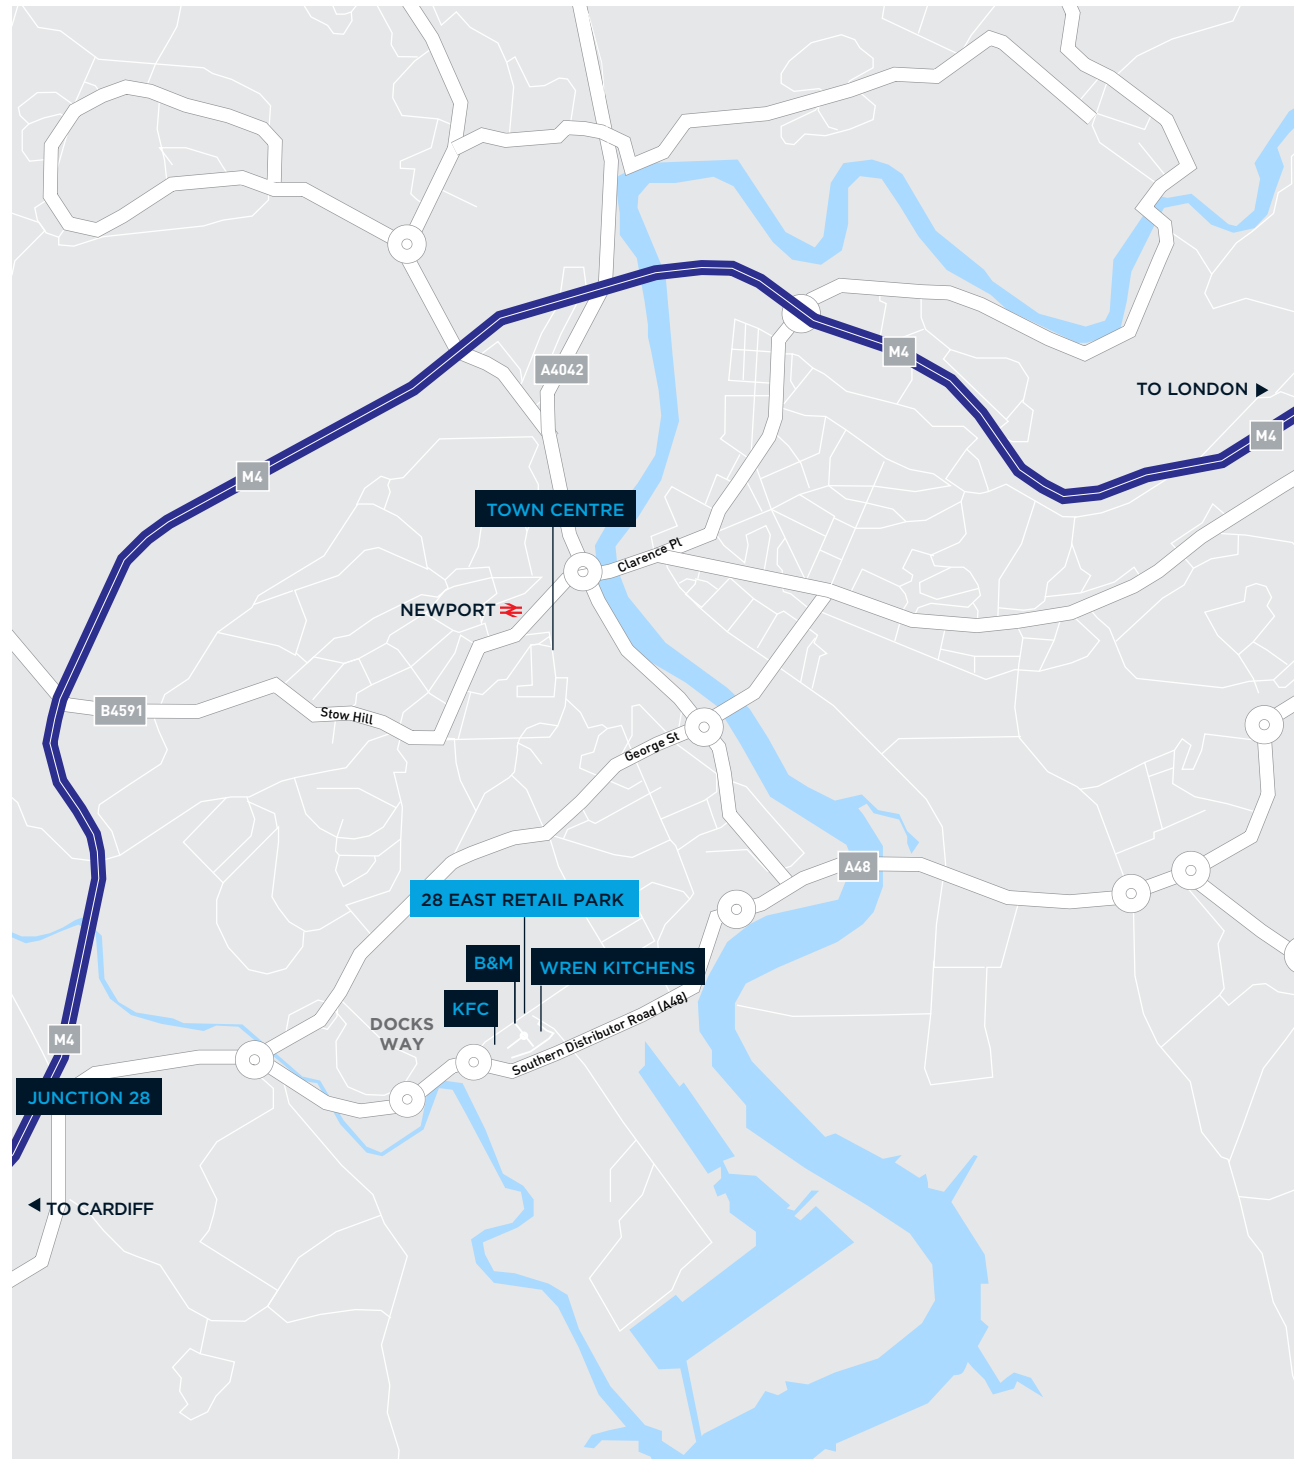 A4042
M4
TO LONDON
M4
M4
TOWN CENTRE
Clarence Pl
NEWPORT
B4591
Stow Hill
George St
A48
28 EAST RETAIL PARK
B&M
WREN KITCHENS
KFC
Southern Distributor Road (A48)
DOCKS
WAY
M4
JUNCTION 28
TO CARDIFF